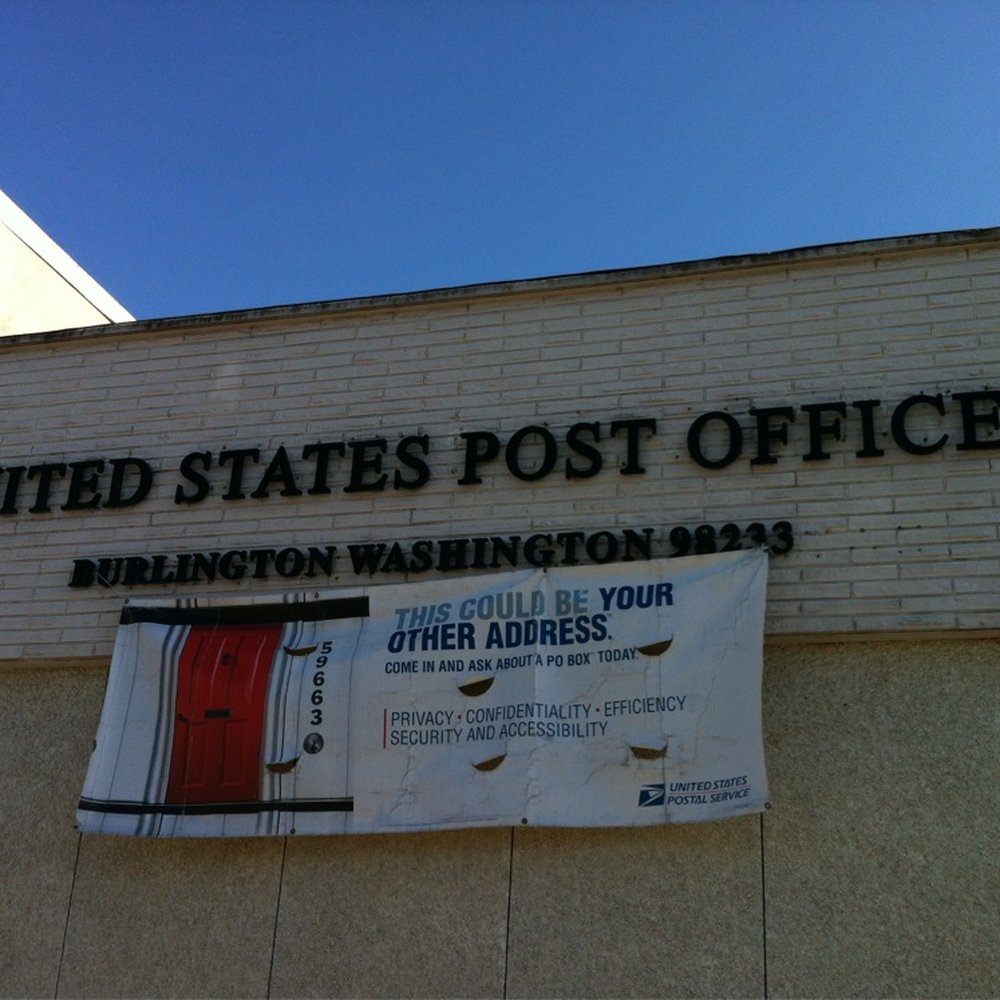 ITED STATES POST OFFICE
BURLINGTON WASHINGTON 98233
THIS COULD BE YOUR
OTHER ADDRESS.
COME IN AND ASK ABOUT A PO BOX™ TODAY.
59663
PRIVACY • CONFIDENTIALITY • EFFICIENCY
SECURITY AND ACCESSIBILITY
UNITED STATES
POSTAL SERVICE